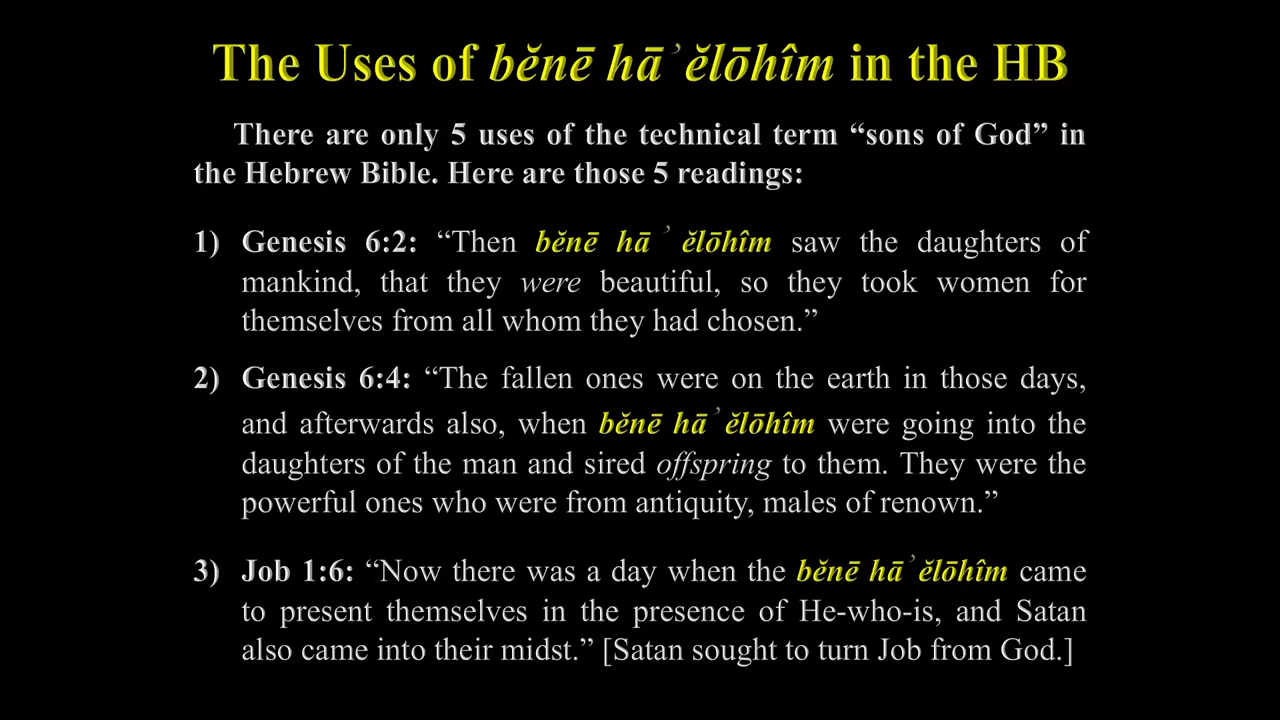 The Uses of bĕnē hāʾĕlōhîm in the HB
There are only 5 uses of the technical term “sons of God” in
the Hebrew Bible. Here are those 5 readings:
1) Genesis 6:2: “Then bĕnē hāʾĕlōhîm saw the daughters of
mankind, that they were beautiful, so they took women for
themselves from all whom they had chosen.”
2) Genesis 6:4: “The fallen ones were on the earth in those days,
and afterwards also, when bĕnē hāʾĕlōhîm were going into the
daughters of the man and sired offspring to them. They were the
powerful ones who were from antiquity, males of renown.”
3) Job 1:6: “Now there was a day when the bĕnē hāʾĕlōhîm came
to present themselves in the presence of He-who-is, and Satan
also came into their midst.” [Satan sought to turn Job from God.]